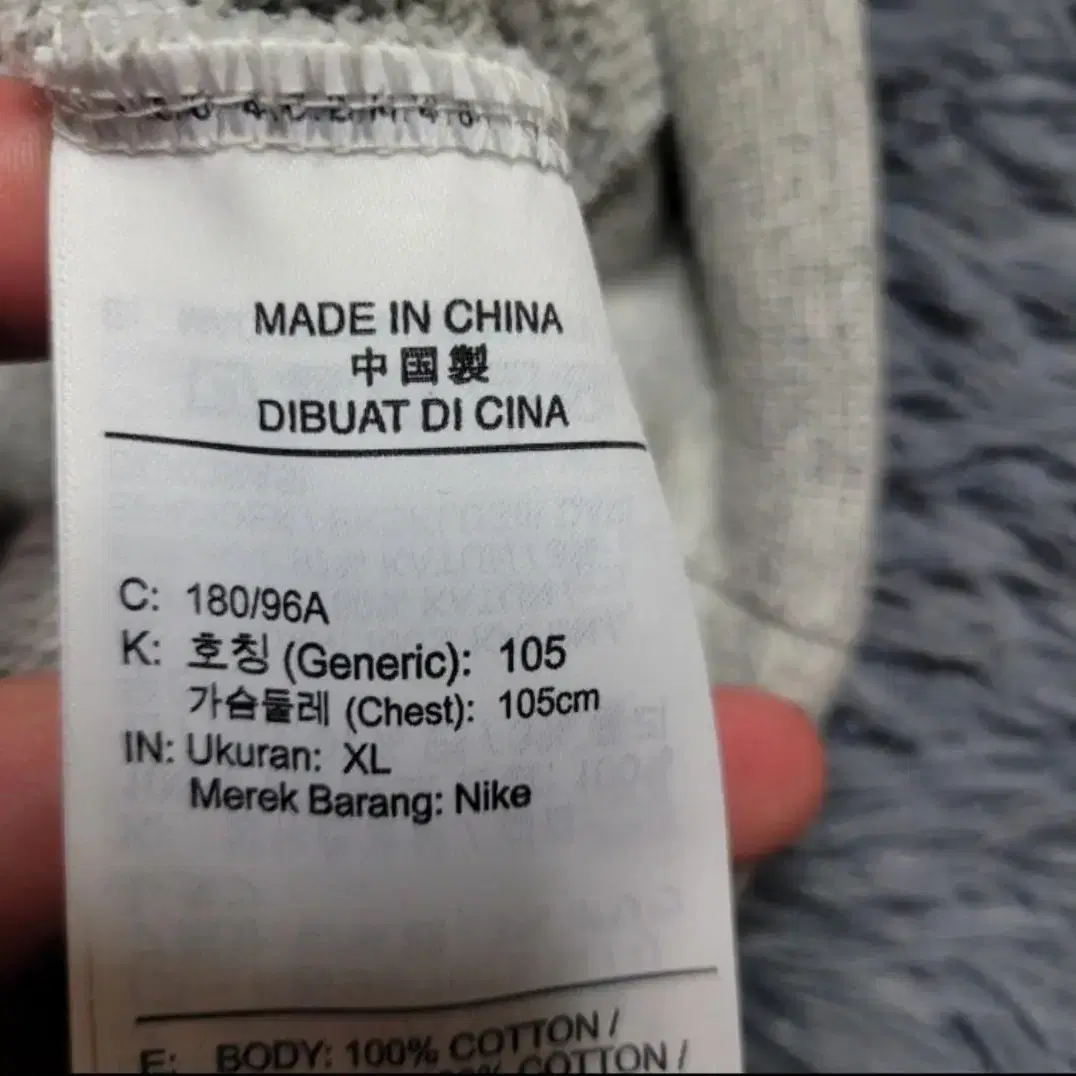 MADE IN CHINA
中国製
DIBUAT DI CINA
C: 180/96A
K: 호칭 (Generic): 105
가슴둘레 (Chest): 105cm
IN: Ukuran: XL
Merek Barang: Nike
E: BODY: 100% COTTON /
COTTON /